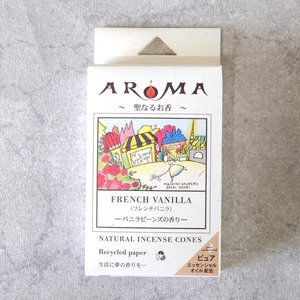 AROMA
～ 聖なるお香 ～
FRENCH VANILLA
(フレンチバニラ)
―バニラビーンズの香り―
NATURAL INCENSE CONES
Recycled paper
生活に夢の香りを―
ピュア
エッセンシャル
オイル配合